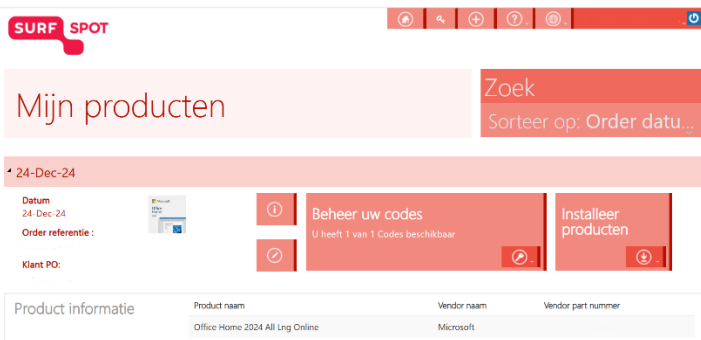 SURF SPOT
Mijn producten
Zoek
Sorteer op: Order datu...
24-Dec-24
Datum
24-Dec-24
Order referentie :
Klant PO:
Microsoft
Office
Beheer uw codes
U heeft 1 van 1 Codes beschikbaar
Installeer
producten
Product informatie
Product naam Vendor naam Vendor part nummer
Office Home 2024 All Lng Online Microsoft